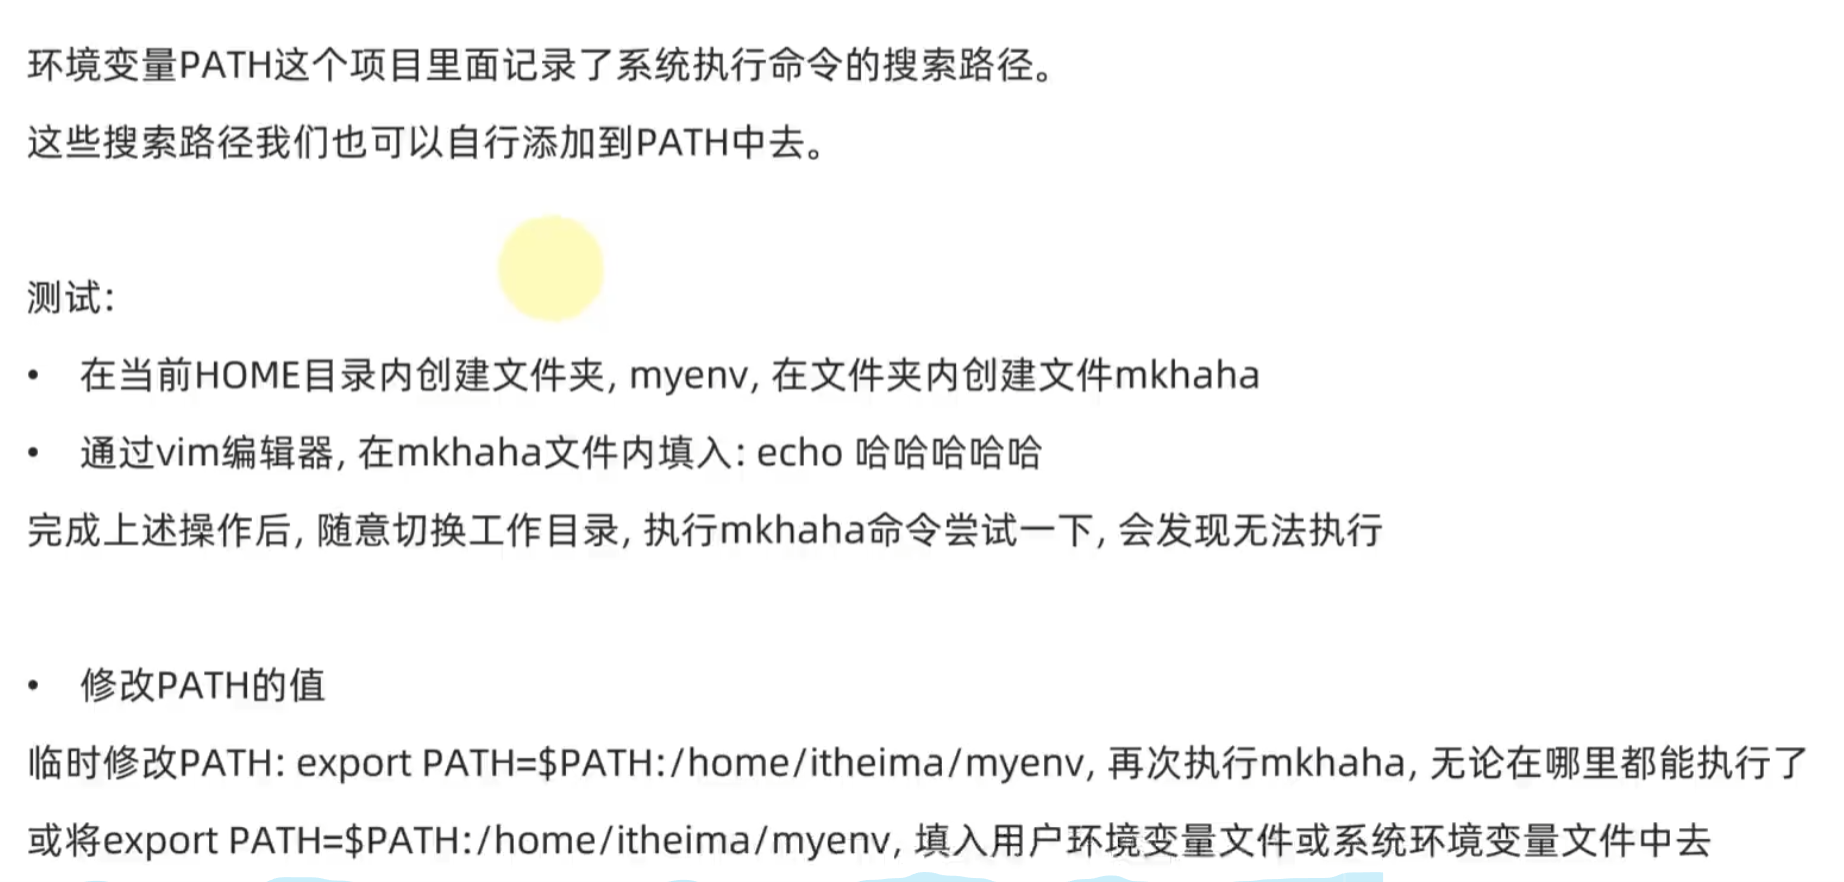 环境变量PATH这个项目里面记录了系统执行命令的搜索路径。
这些搜索路径我们也可以自行添加到PATH中去。
测试:
• 在当前HOME目录内创建文件夹, myenv, 在文件夹内创建文件mkhaha
• 通过vim编辑器, 在mkhaha文件内填入: echo 哈哈哈哈哈
完成上述操作后, 随意切换工作目录, 执行mkhaha命令尝试一下, 会发现无法执行
• 修改PATH的值
临时修改PATH: export PATH=$PATH:/home/itheima/myenv, 再次执行mkhaha, 无论在哪里都能执行了
或将export PATH=$PATH:/home/itheima/myenv, 填入用户环境变量文件或系统环境变量文件中去